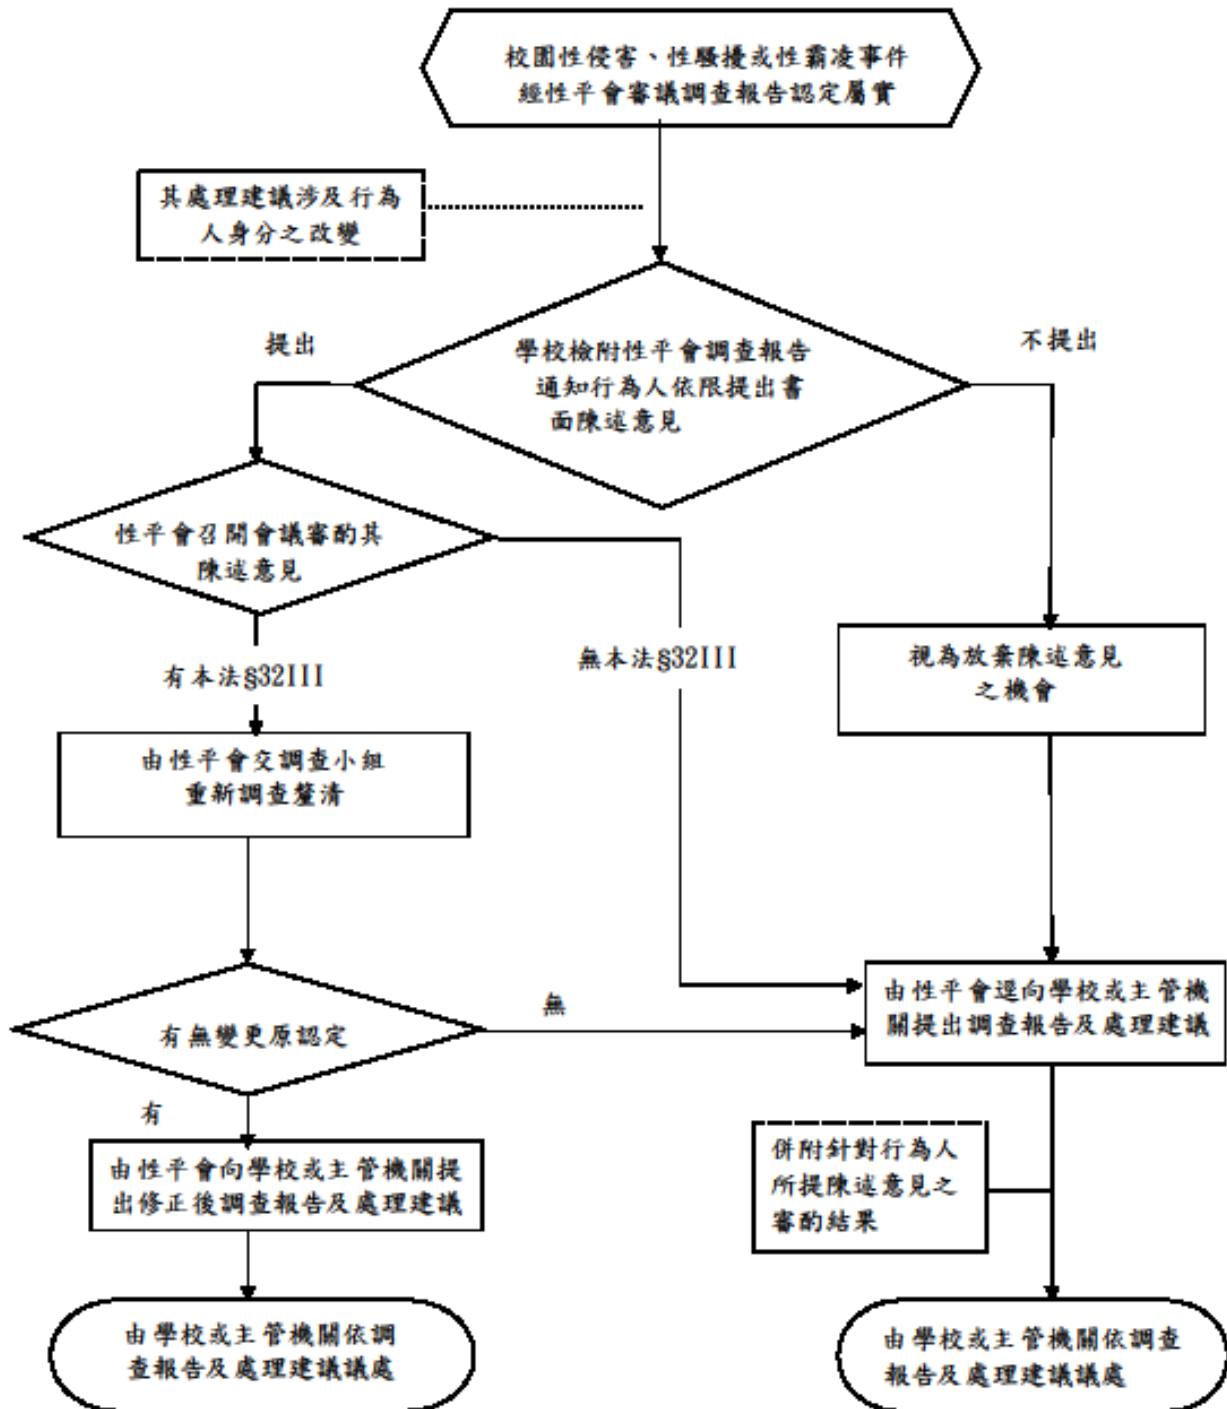 校園性侵害、性騷擾或性霸凌事件
經性平會審議調查報告認定屬實
其處理建議涉及行為
人身分之改變
提出
學校檢附性平會調查報告
通知行為人依限提出書
面陳述意見
不提出
性平會召開會議審酌其
陳述意見
有本法§32III
無本法§32III
視為放棄陳述意見
之機會
由性平會交調查小組
重新調查釐清
有無變更原認定
無
由性平會逕向學校或主管機
關提出調查報告及處理建議
有
由性平會向學校或主管機關提
出修正後調查報告及處理建議
併附針對行為人
所提陳述意見之
審酌結果
由學校或主管機關依調
查報告及處理建議議處
由學校或主管機關依調查
報告及處理建議議處